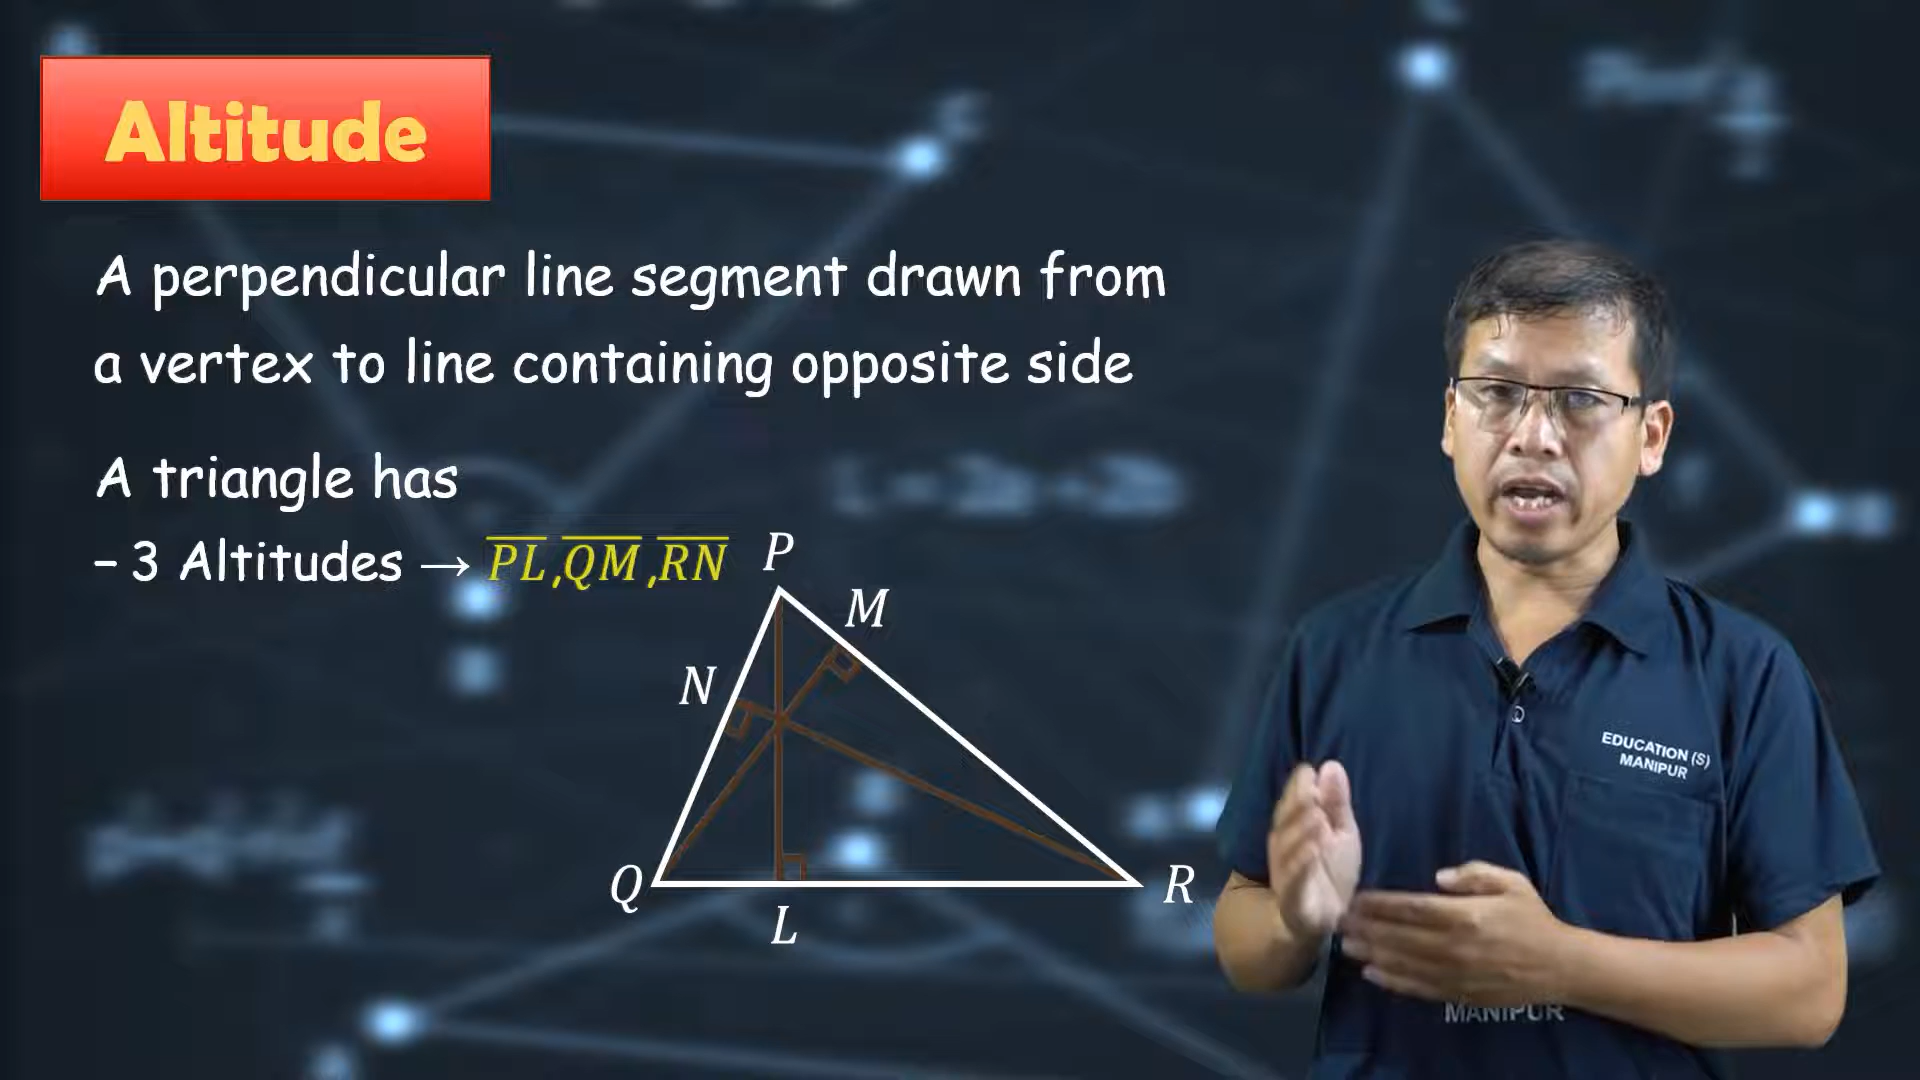 Altitude
A perpendicular line segment drawn from
a vertex to line containing opposite side
A triangle has
– 3 Altitudes → PL,QM,RN
P
M
N
Q
R
L
EDUCATION (S)
MANIPUR
MANIPUR